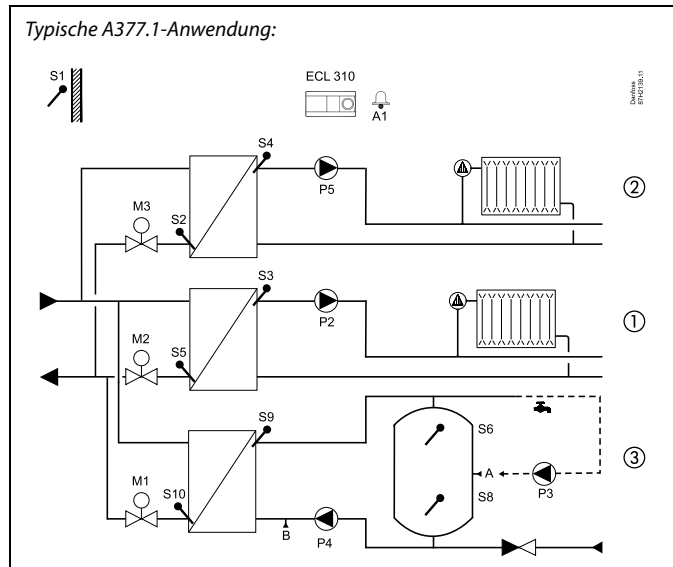 Typische A377.1-Anwendung:
S1
ECL 310
A1
Danfoss
87H2139.11
S4
P5
M3
S2
②
S3
P2
M2
S5
①
S9
S6
A
P3
③
M1
S10
S8
B
P4